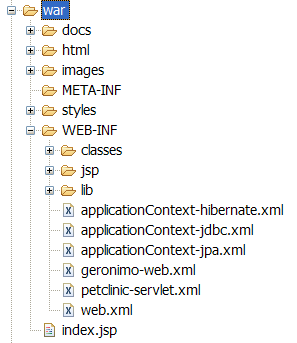 war
docs
html
images
META-INF
styles
WEB-INF
classes
jsp
lib
applicationContext-hibernate.xml
applicationContext-jdbc.xml
applicationContext-jpa.xml
geronimo-web.xml
petclinic-servlet.xml
web.xml
index.jsp